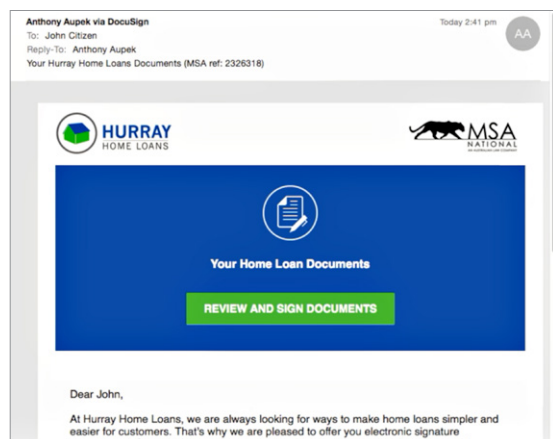 Anthony Aupek via DocuSign
Today 2:41 pm
AA
To: John Citizen
Reply-To: Anthony Aupek
Your Hurray Home Loans Documents (MSA ref: 2326318)
HURRAY
HOME LOANS
MSA
NATIONAL
Your Home Loan Documents
REVIEW AND SIGN DOCUMENTS
Dear John,
At Hurray Home Loans, we are always looking for ways to make home loans simpler and
easier for customers. That's why we are pleased to offer you electronic signature